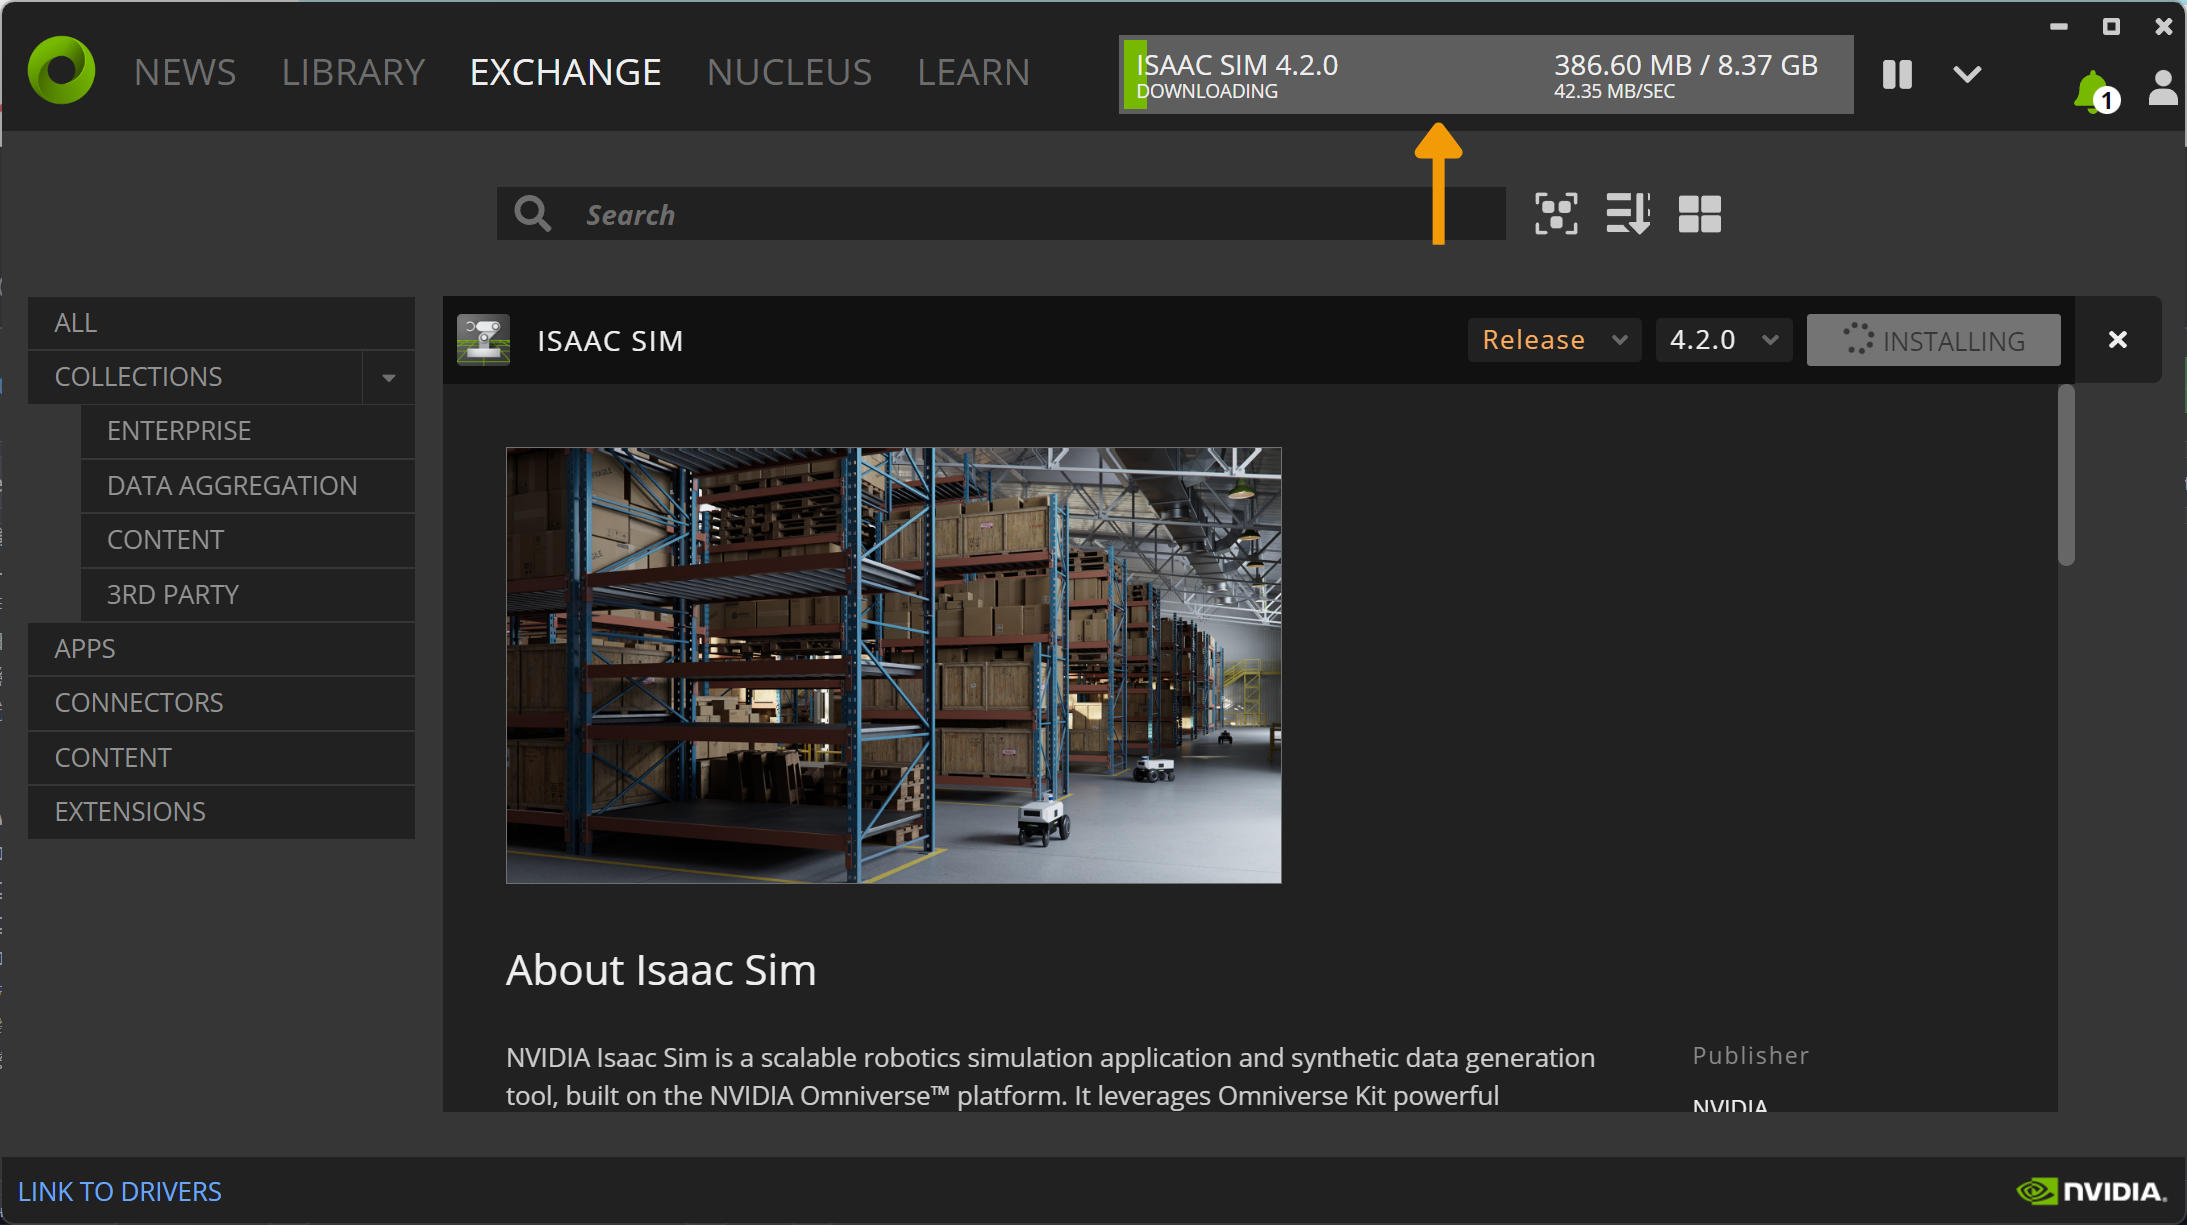 NEWS LIBRARY EXCHANGE NUCLEUS LEARN
ISAAC SIM 4.2.0 386.60 MB / 8.37 GB
DOWNLOADING 42.35 MB/SEC
1
Search
ALL
COLLECTIONS
ENTERPRISE
DATA AGGREGATION
CONTENT
3RD PARTY
APPS
CONNECTORS
CONTENT
EXTENSIONS
ISAAC SIM Release 4.2.0 INSTALLING
About Isaac Sim
NVIDIA Isaac Sim is a scalable robotics simulation application and synthetic data generation
tool, built on the NVIDIA Omniverse™ platform. It leverages Omniverse Kit powerful
Publisher
NVIDIA
LINK TO DRIVERS
NVIDIA.